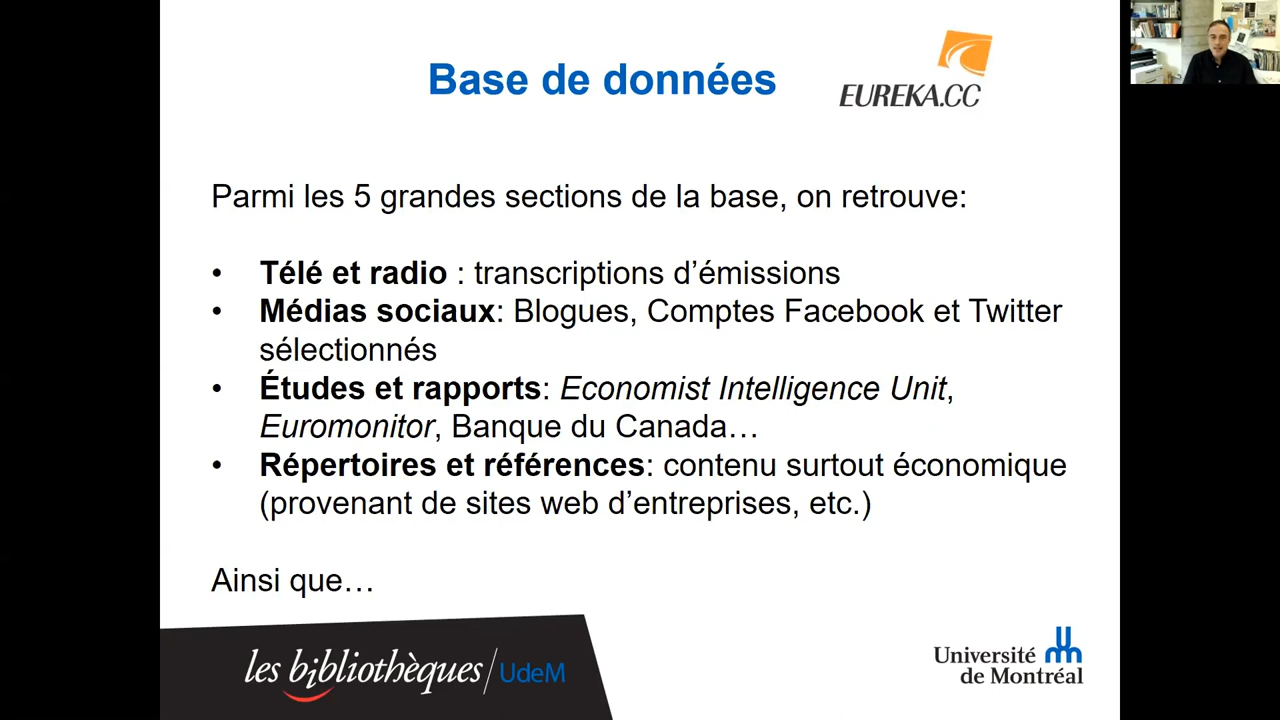 Base de données
EUREKA.CC
Parmi les 5 grandes sections de la base, on retrouve:
• Télé et radio : transcriptions d’émissions
• Médias sociaux: Blogues, Comptes Facebook et Twitter
sélectionnés
• Études et rapports: Economist Intelligence Unit,
Euromonitor, Banque du Canada…
• Répertoires et références: contenu surtout économique
(provenant de sites web d’entreprises, etc.)
Ainsi que…
les bibliothèques/UdeM
Université
de Montréal